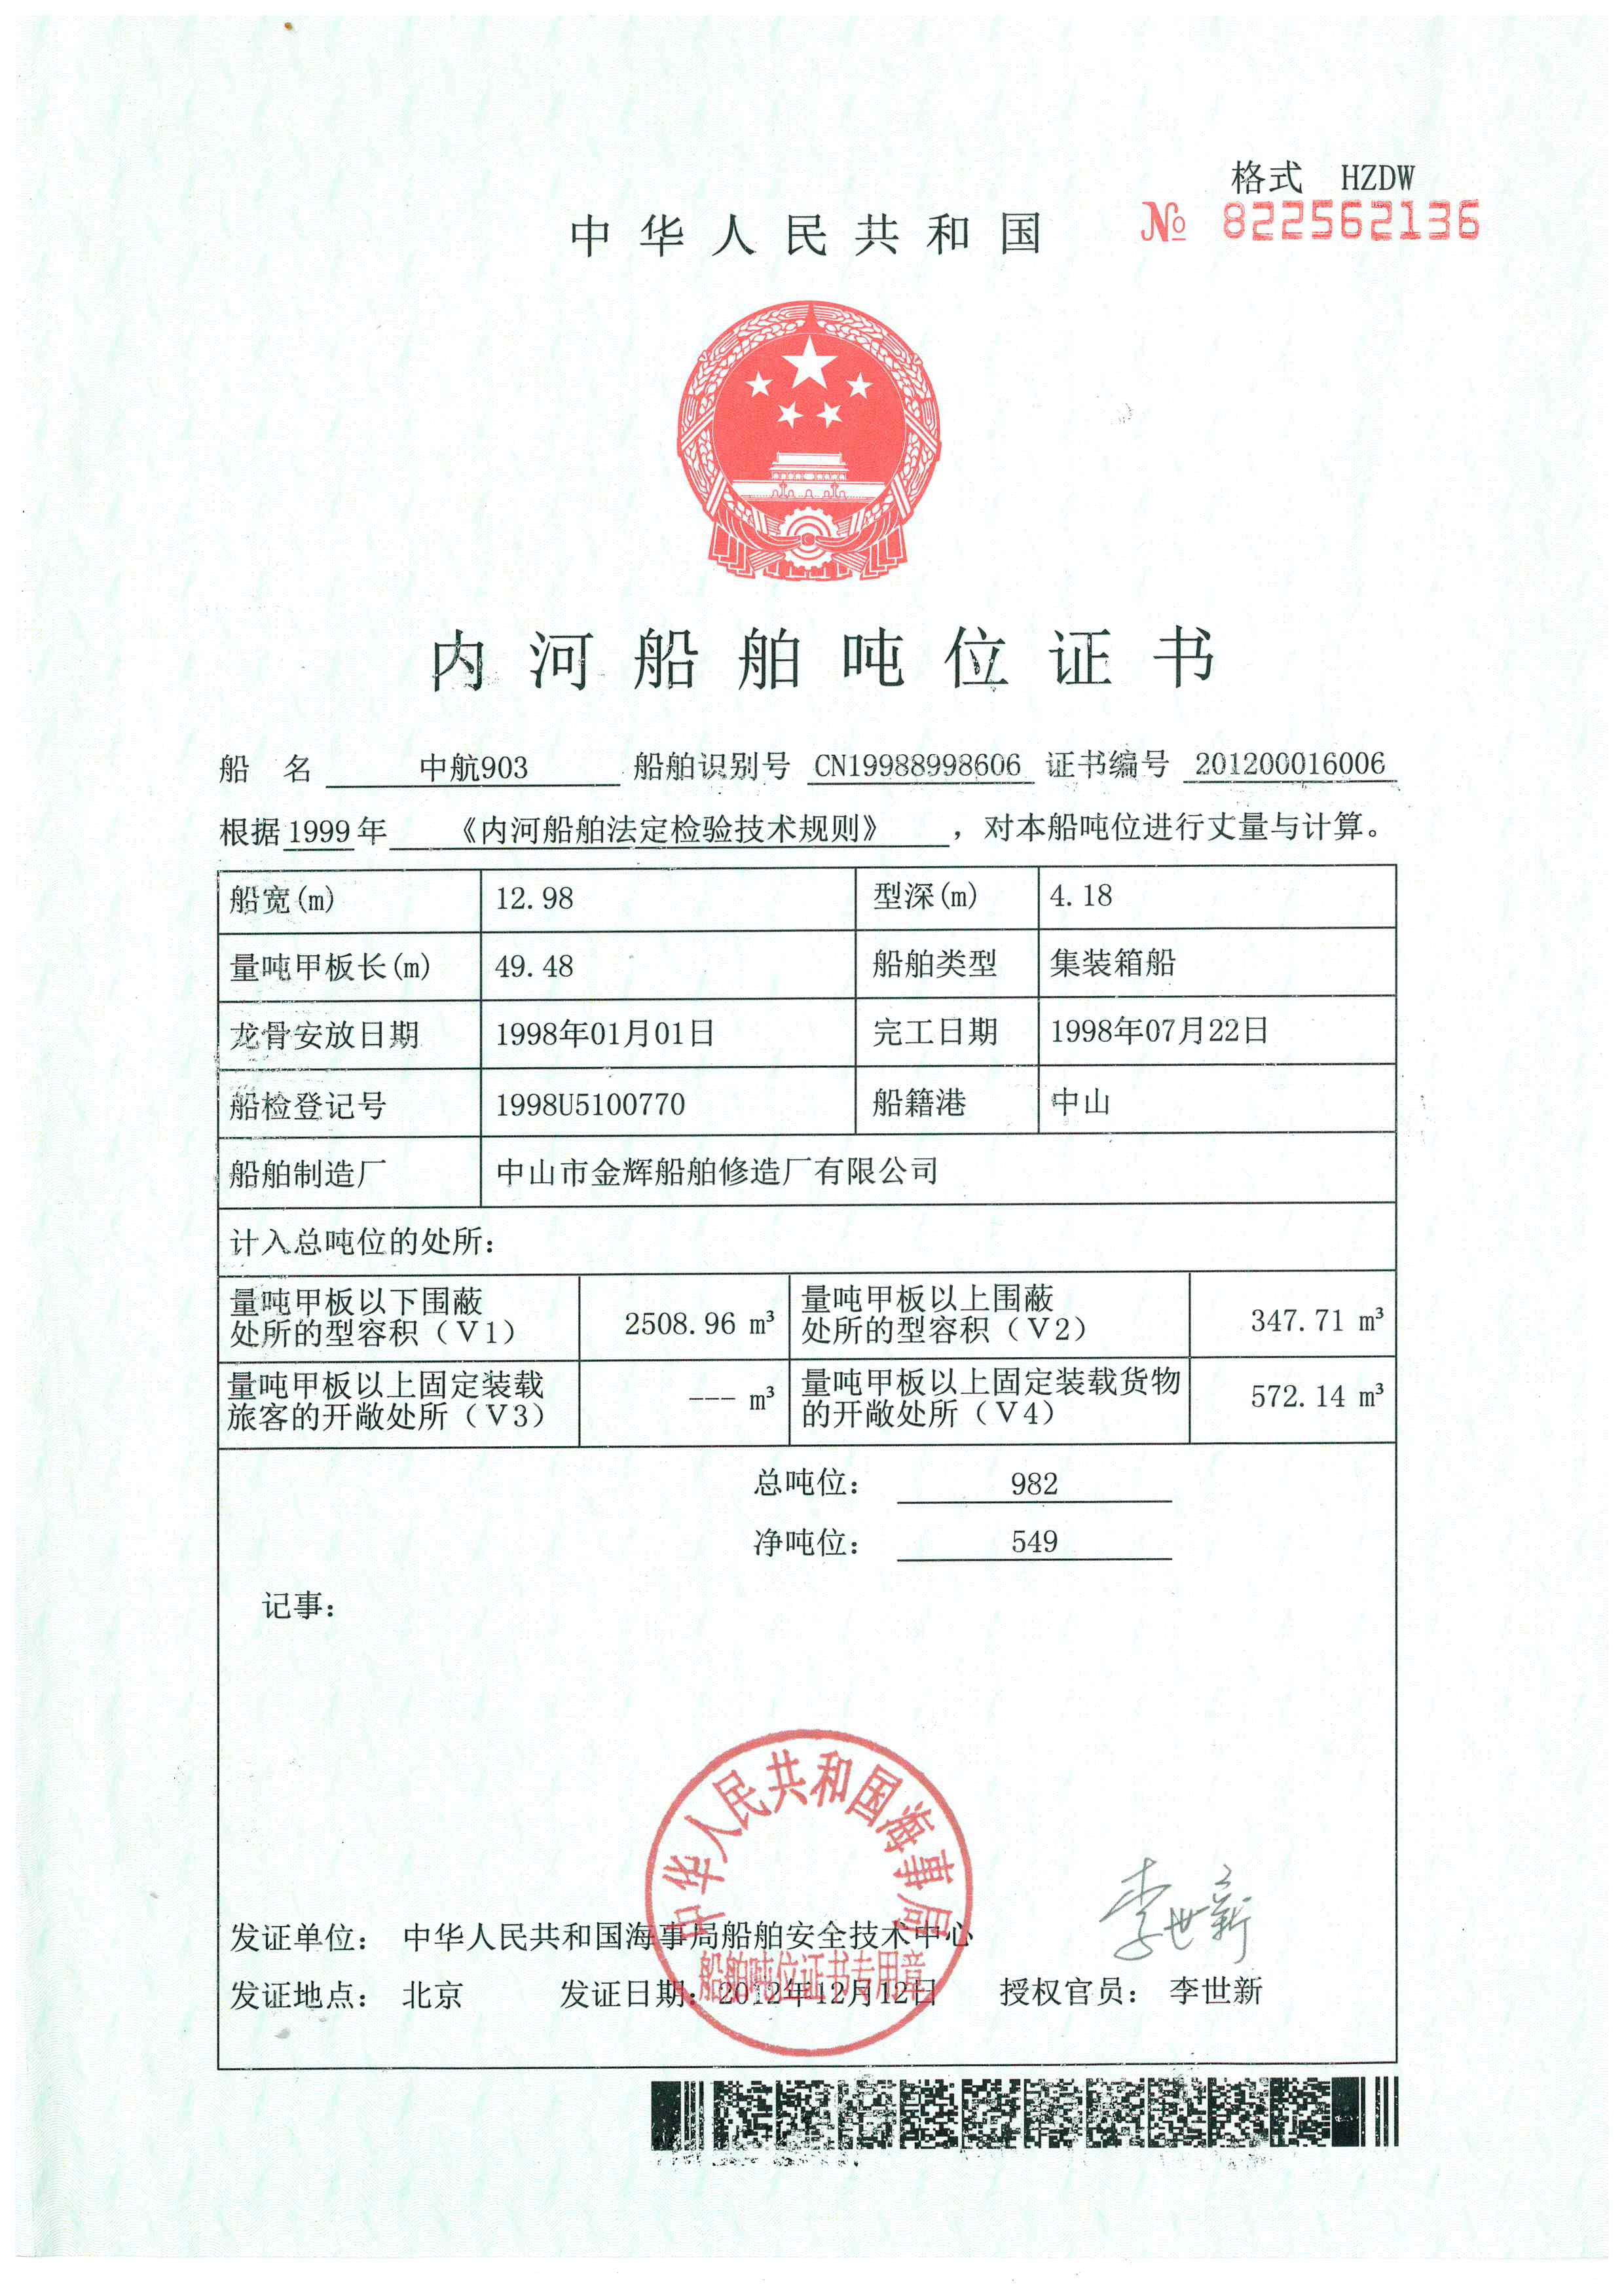 格式 HZDW
№ 822562136
中华人民共和国
内河船舶吨位证书
船 名 中航903 船舶识别号 CN19988998606 证书编号 201200016006
根据1999年 《内河船舶法定检验技术规则》 ，对本船吨位进行丈量与计算。
船宽(m) 12.98 型深(m) 4.18
量吨甲板长(m) 49.48 船舶类型 集装箱船
龙骨安放日期 1998年01月01日 完工日期 1998年07月22日
船检登记号 1998U5100770 船籍港 中山
船舶制造厂 中山市金辉船舶修造厂有限公司
计入总吨位的处所：
量吨甲板以下围蔽
处所的型容积（V1） 2508.96 m³
量吨甲板以上围蔽
处所的型容积（V2） 347.71 m³
量吨甲板以上固定装载
旅客的开敞处所（V3） --- m³
量吨甲板以上固定装载货物
的开敞处所（V4） 572.14 m³
总吨位： 982
净吨位： 549
记事：
中华人民共和国海事局
船舶吨位证书专用章
李世新
发证单位： 中华人民共和国海事局船舶安全技术中心
发证地点： 北京 发证日期：2012年12月12日 授权官员： 李世新